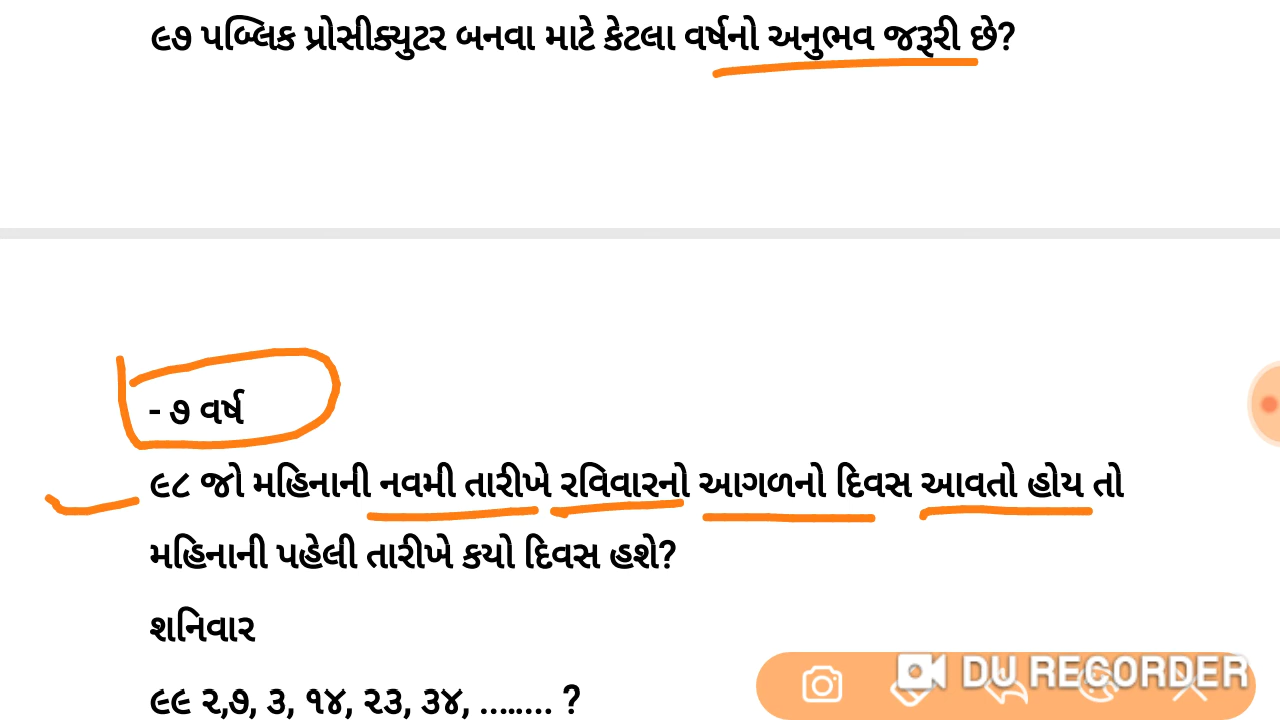 ૯૭ પબ્લિક પ્રોસીક્યુટર બનવા માટે કેટલા વર્ષનો અનુભવ જરૂરી છે?
- ૭ વર્ષ
૯૮ જો મહિનાની નવમી તારીખે રવિવારનો આગળનો દિવસ આવતો હોય તો
મહિનાની પહેલી તારીખે કયો દિવસ હશે?
શનિવાર
૯૯ ૨,૭, ૩, ૧૪, ૨૩, ૩૪, ........ ?
DU RECORDER